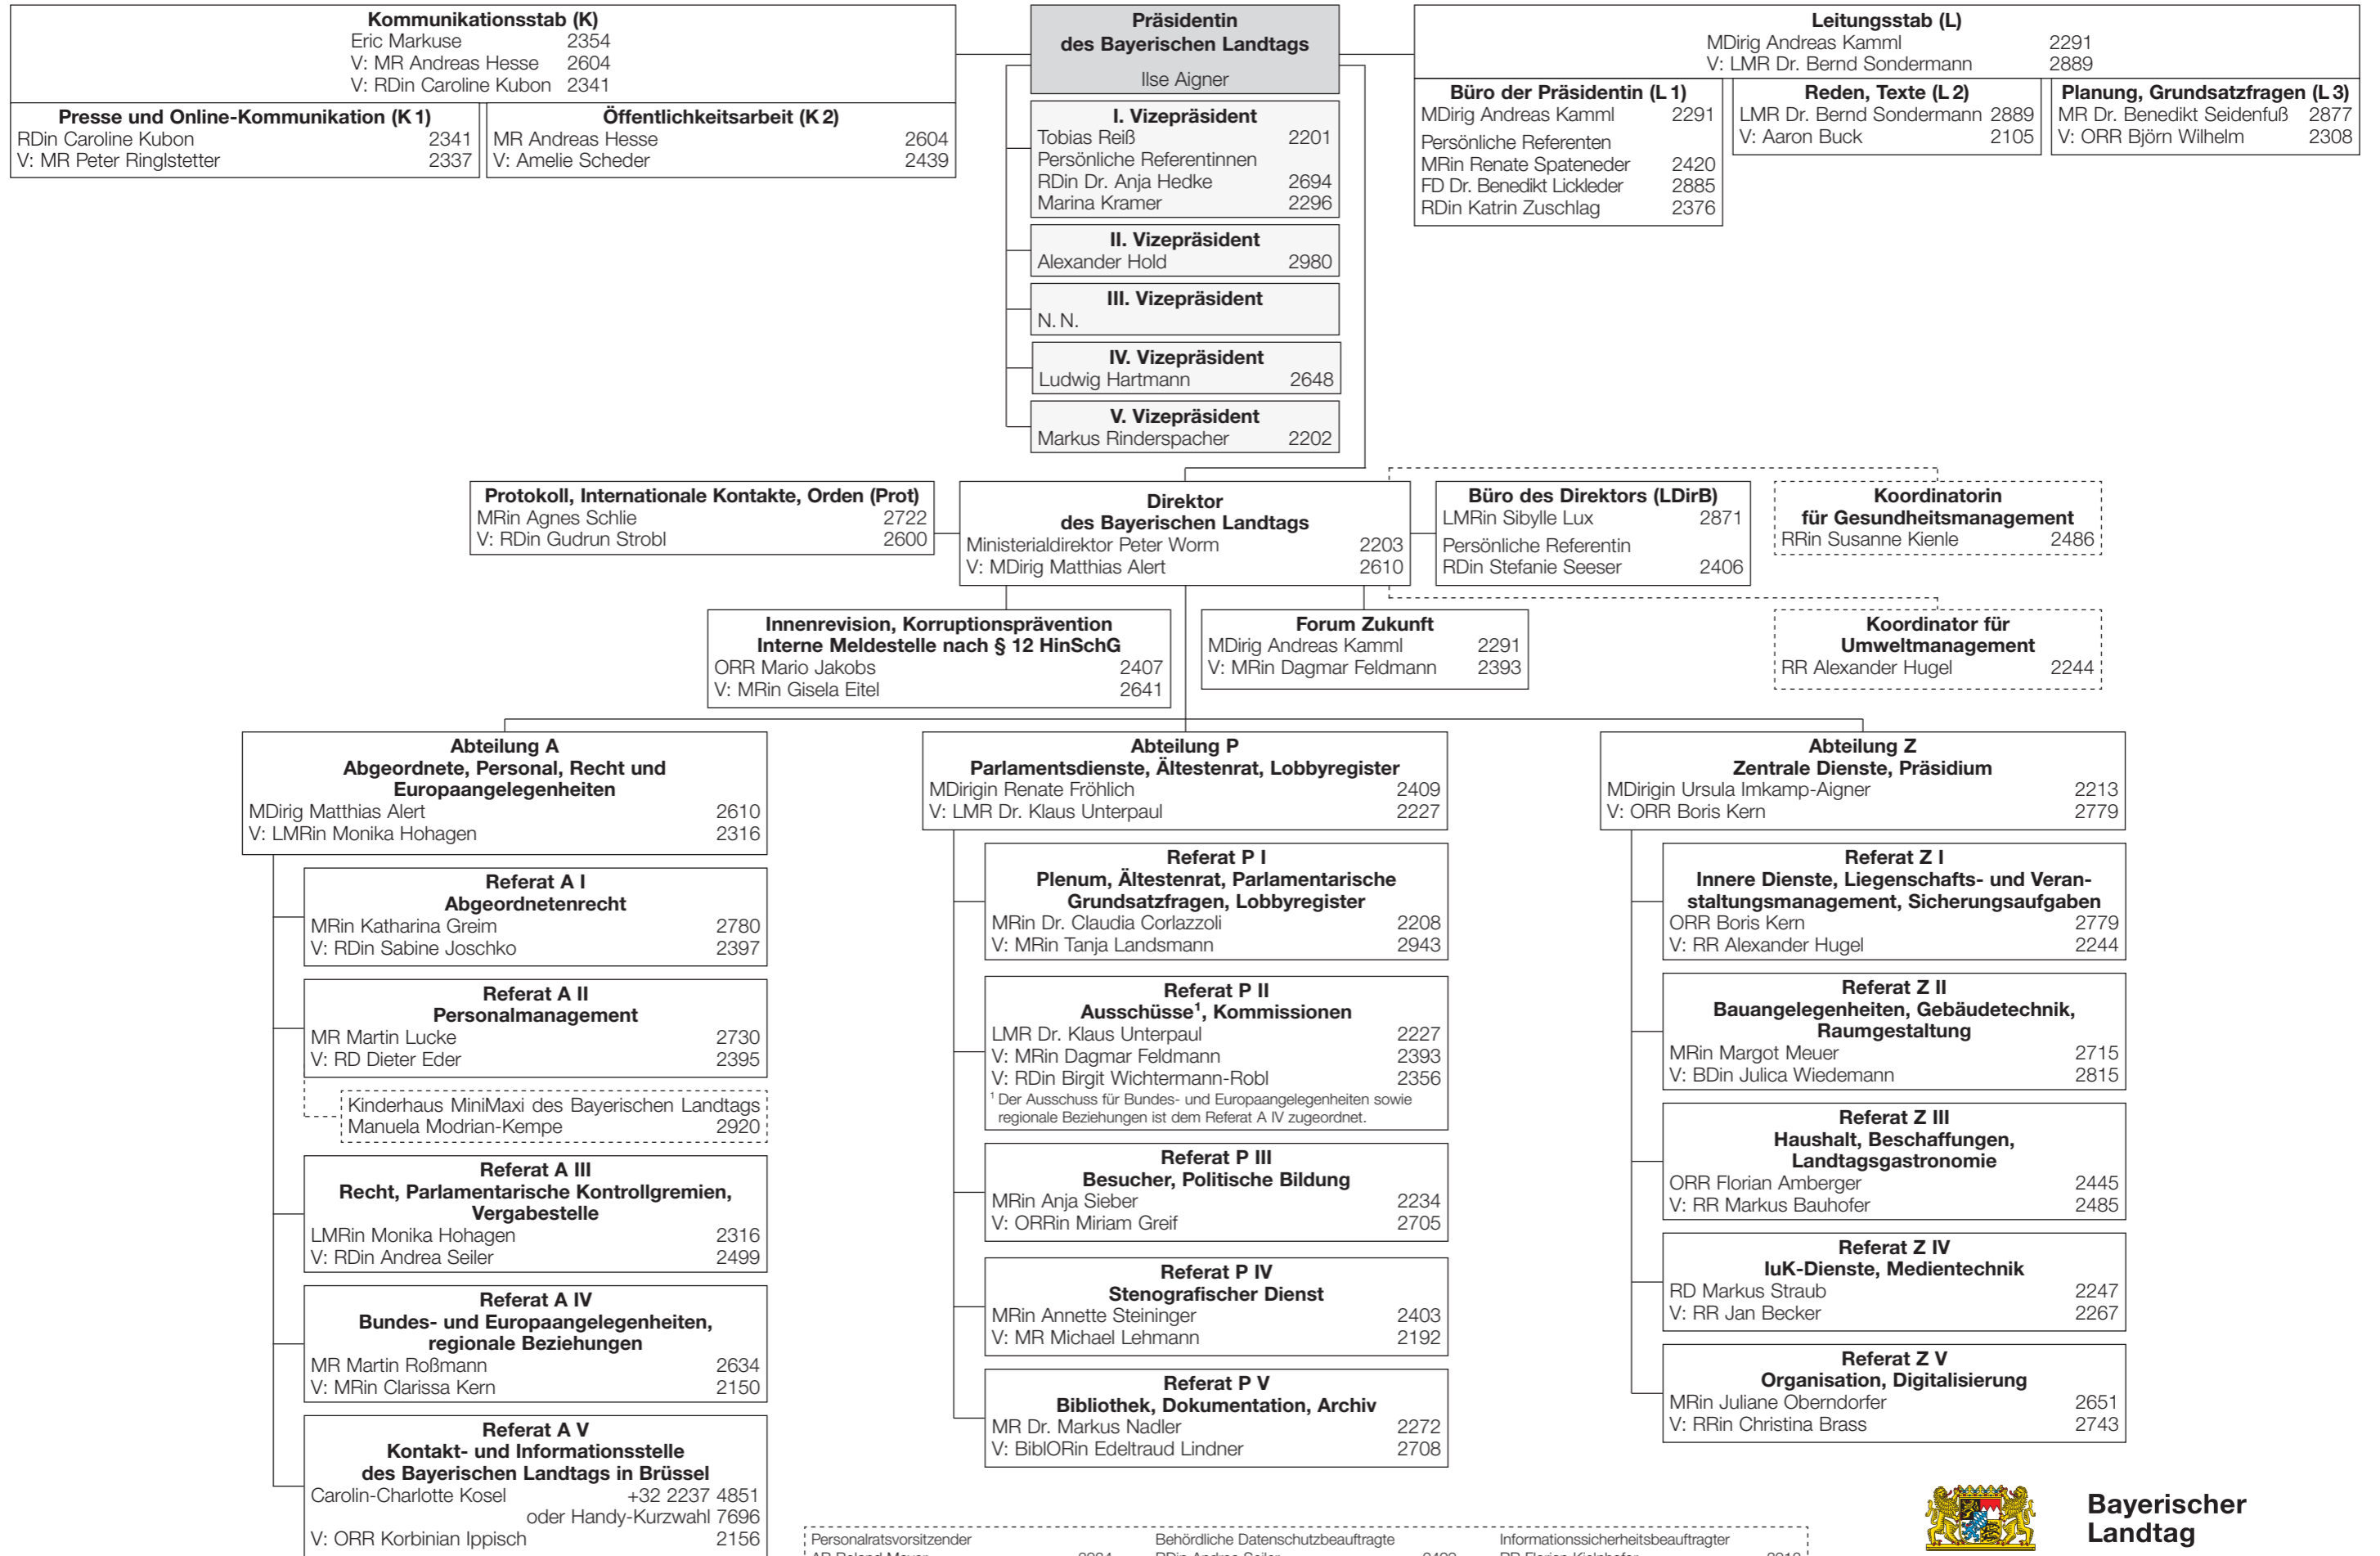 Kommunikationsstab (K)
Eric Markuse 2354
V: MR Andreas Hesse 2604
V: RDin Caroline Kubon 2341
Presse und Online-Kommunikation (K 1)
RDin Caroline Kubon 2341
V: MR Peter Ringlstetter 2337
Öffentlichkeitsarbeit (K 2)
MR Andreas Hesse 2604
V: Amelie Scheder 2439
Präsidentin
des Bayerischen Landtags
Ilse Aigner
I. Vizepräsident
Tobias Reiß 2201
Persönliche Referentinnen
RDin Dr. Anja Hedke 2694
Marina Kramer 2296
II. Vizepräsident
Alexander Hold 2980
III. Vizepräsident
N. N.
IV. Vizepräsident
Ludwig Hartmann 2648
V. Vizepräsident
Markus Rinderspacher 2202
Leitungsstab (L)
MDirig Andreas Kamml 2291
V: LMR Dr. Bernd Sondermann 2889
Büro der Präsidentin (L 1)
MDirig Andreas Kamml 2291
Persönliche Referenten
MRin Renate Spateneder 2420
FD Dr. Benedikt Lickleder 2885
RDin Katrin Zuschlag 2376
Reden, Texte (L 2)
LMR Dr. Bernd Sondermann 2889
V: Aaron Buck 2105
Planung, Grundsatzfragen (L 3)
MR Dr. Benedikt Seidenfuß 2877
V: ORR Björn Wilhelm 2308
Protokoll, Internationale Kontakte, Orden (Prot)
MRin Agnes Schlie 2722
V: RDin Gudrun Strobl 2600
Direktor
des Bayerischen Landtags
Ministerialdirektor Peter Worm 2203
V: MDirig Matthias Alert 2610
Büro des Direktors (LDirB)
LMRin Sibylle Lux 2871
Persönliche Referentin
RDin Stefanie Seeser 2406
Koordinatorin
für Gesundheitsmanagement
RRin Susanne Kienle 2486
Innenrevision, Korruptionsprävention
Interne Meldestelle nach § 12 HinSchG
ORR Mario Jakobs 2407
V: MRin Gisela Eitel 2641
Forum Zukunft
MDirig Andreas Kamml 2291
V: MRin Dagmar Feldmann 2393
Koordinator für
Umweltmanagement
RR Alexander Hugel 2244
Abteilung A
Abgeordnete, Personal, Recht und
Europaangelegenheiten
MDirig Matthias Alert 2610
V: LMRin Monika Hohagen 2316
Referat A I
Abgeordnetenrecht
MRin Katharina Greim 2780
V: RDin Sabine Joschko 2397
Referat A II
Personalmanagement
MR Martin Lucke 2730
V: RD Dieter Eder 2395
Kinderhaus MiniMaxi des Bayerischen Landtags
Manuela Modrian-Kempe 2920
Referat A III
Recht, Parlamentarische Kontrollgremien,
Vergabestelle
LMRin Monika Hohagen 2316
V: RDin Andrea Seiler 2499
Referat A IV
Bundes- und Europaangelegenheiten,
regionale Beziehungen
MR Martin Roßmann 2634
V: MRin Clarissa Kern 2150
Referat A V
Kontakt- und Informationsstelle
des Bayerischen Landtags in Brüssel
Carolin-Charlotte Kosel +32 2237 4851
oder Handy-Kurzwahl 7696
V: ORR Korbinian Ippisch 2156
Abteilung P
Parlamentsdienste, Ältestenrat, Lobbyregister
MDirigin Renate Fröhlich 2409
V: LMR Dr. Klaus Unterpaul 2227
Referat P I
Plenum, Ältestenrat, Parlamentarische
Grundsatzfragen, Lobbyregister
MRin Dr. Claudia Corlazzoli 2208
V: MRin Tanja Landsmann 2943
Referat P II
Ausschüsse¹, Kommissionen
LMR Dr. Klaus Unterpaul 2227
V: MRin Dagmar Feldmann 2393
V: RDin Birgit Wichtermann-Robl 2356
¹ Der Ausschuss für Bundes- und Europaangelegenheiten sowie
regionale Beziehungen ist dem Referat A IV zugeordnet.
Referat P III
Besucher, Politische Bildung
MRin Anja Sieber 2234
V: ORRin Miriam Greif 2705
Referat P IV
Stenografischer Dienst
MRin Annette Steininger 2403
V: MR Michael Lehmann 2192
Referat P V
Bibliothek, Dokumentation, Archiv
MR Dr. Markus Nadler 2272
V: BiblORin Edeltraud Lindner 2708
Abteilung Z
Zentrale Dienste, Präsidium
MDirigin Ursula Imkamp-Aigner 2213
V: ORR Boris Kern 2779
Referat Z I
Innere Dienste, Liegenschafts- und Veran-
staltungsmanagement, Sicherungsaufgaben
ORR Boris Kern 2779
V: RR Alexander Hugel 2244
Referat Z II
Bauangelegenheiten, Gebäudetechnik,
Raumgestaltung
MRin Margot Meuer 2715
V: BDin Julica Wiedemann 2815
Referat Z III
Haushalt, Beschaffungen,
Landtagsgastronomie
ORR Florian Amberger 2445
V: RR Markus Bauhofer 2485
Referat Z IV
IuK-Dienste, Medientechnik
RD Markus Straub 2247
V: RR Jan Becker 2267
Referat Z V
Organisation, Digitalisierung
MRin Juliane Oberndorfer 2651
V: RRin Christina Brass 2743
Personalratsvorsitzender
Behördliche Datenschutzbeauftragte
Informationssicherheitsbeauftragter
Bayerischer
Landtag